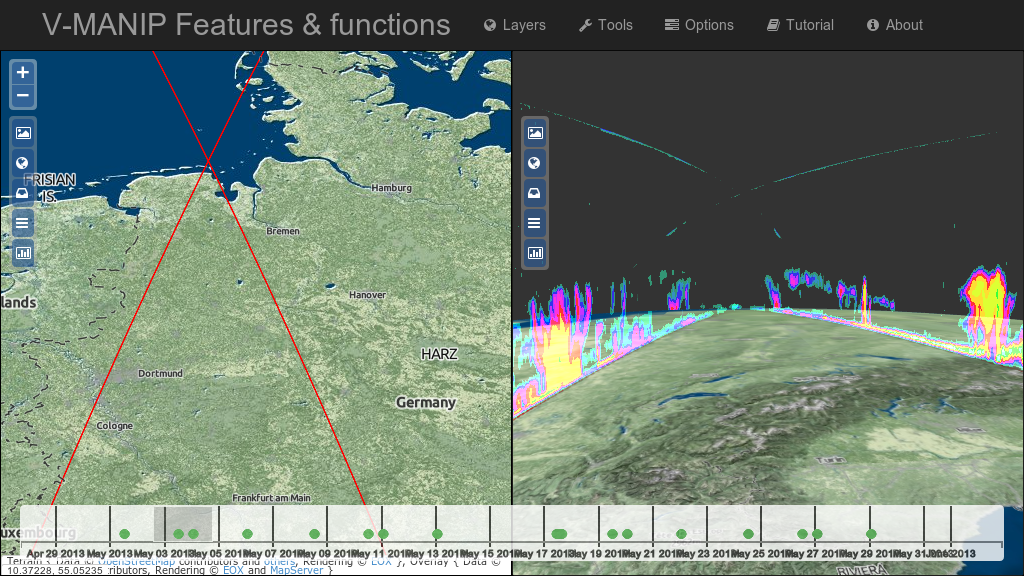 V-MANIP Features & functions
Layers
Tools
Options
Tutorial
About
FRISIAN
IS.
Hamburg
Bremen
lands
Hanover
HARZ
Dortmund
Germany
Cologne
Frankfurt am Main
uxembourg
Apr 29 2013
May 2013
May 03 2013
May 05 2013
May 07 2013
May 09 2013
May 11 2013
May 13 2013
May 15 2013
May 17 2013
May 19 2013
May 21 2013
May 23 2013
May 25 2013
May 27 2013
May 29 2013
May 31 2013
2013
Terrain { Data © OpenStreetMap contributors and others, Rendering © EOX }, Overlay { Data ©
10.37228, 55.05235 tributors, Rendering © EOX and MapServer }
RIVIERA